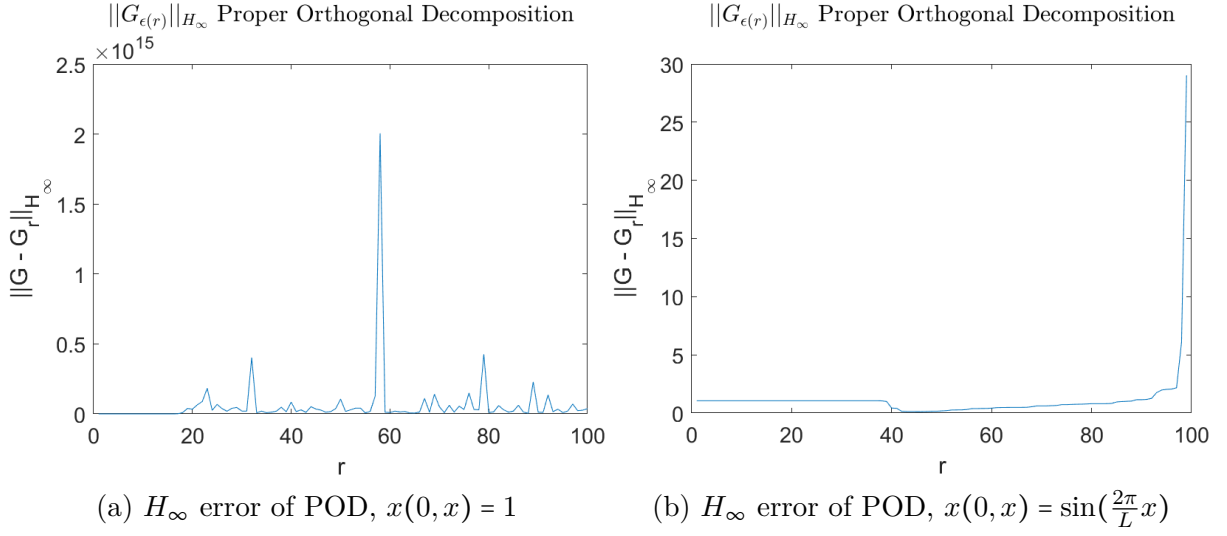 ||G_{ϵ(r)}||_{H_∞} Proper Orthogonal Decomposition
×10^{15}
2.5
2
1.5
1
0.5
0
0 20 40 60 80 100
||G - G_r||_{H_∞}
r
(a) H_∞ error of POD, x(0,x) = 1
||G_{ϵ(r)}||_{H_∞} Proper Orthogonal Decomposition
30
25
20
15
10
5
0
0 20 40 60 80 100
||G - G_r||_{H_∞}
r
(b) H_∞ error of POD, x(0,x) = sin(\frac{2π}{L}x)